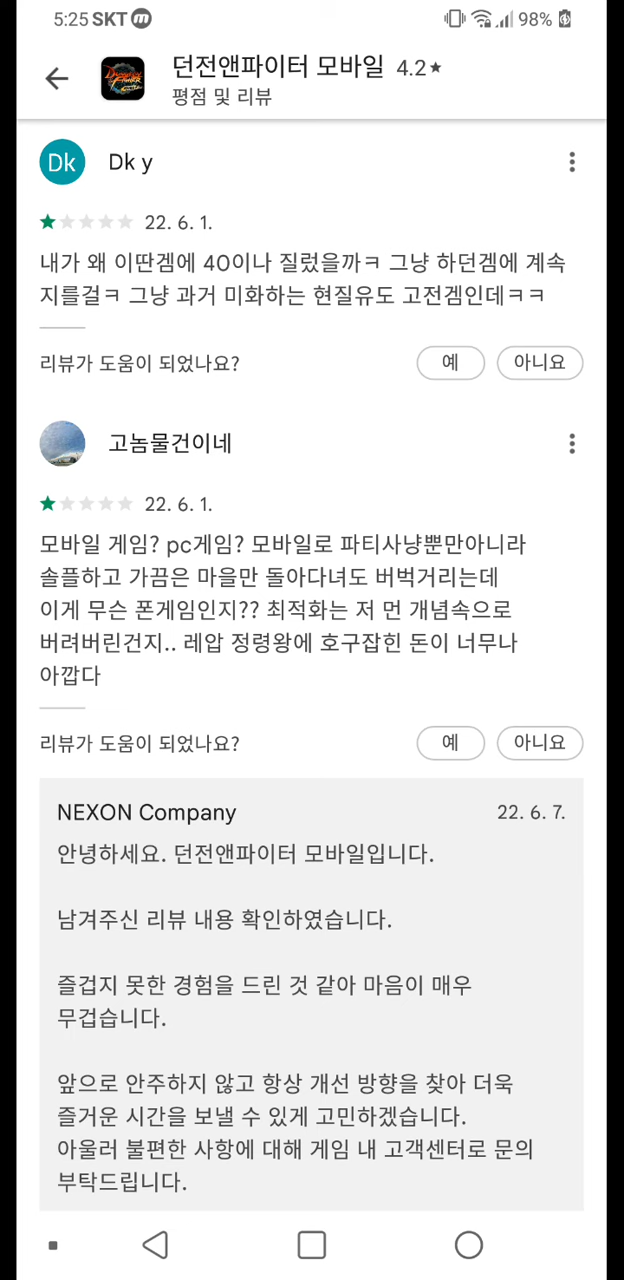 5:25 SKT m 98%
던전앤파이터 모바일 4.2★
평점 및 리뷰
Dk Dk y
22. 6. 1.
내가 왜 이딴겜에 40이나 질렀을까ㅋ 그냥 하던겜에 계속
지를걸ㅋ 그냥 과거 미화하는 현질유도 고전겜인데ㅋㅋ
리뷰가 도움이 되었나요? 예 아니요
고놈물건이네
22. 6. 1.
모바일 게임? pc게임? 모바일로 파티사냥뿐만아니라
솔플하고 가끔은 마을만 돌아다녀도 버벅거리는데
이게 무슨 폰게임인지?? 최적화는 저 먼 개념속으로
버려버린건지.. 레압 정령왕에 호구잡힌 돈이 너무나
아깝다
리뷰가 도움이 되었나요? 예 아니요
NEXON Company 22. 6. 7.
안녕하세요. 던전앤파이터 모바일입니다.
남겨주신 리뷰 내용 확인하였습니다.
즐겁지 못한 경험을 드린 것 같아 마음이 매우
무겁습니다.
앞으로 안주하지 않고 항상 개선 방향을 찾아 더욱
즐거운 시간을 보낼 수 있게 고민하겠습니다.
아울러 불편한 사항에 대해 게임 내 고객센터로 문의
부탁드립니다.